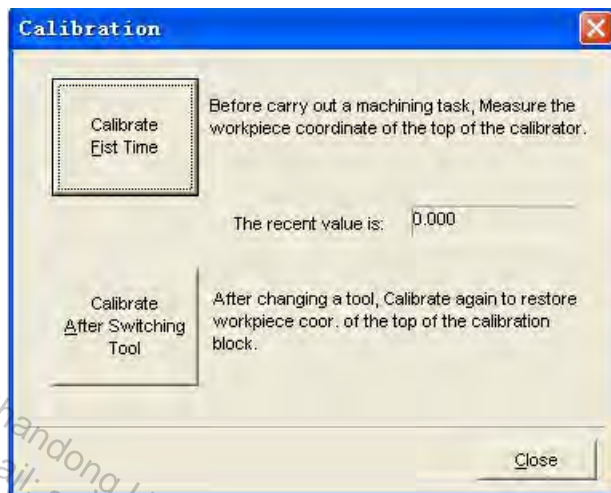 Calibration
Calibrate
Fist Time
Before carry out a machining task, Measure the
workpiece coordinate of the top of the calibrator.
The recent value is: 0.000
Calibrate
After Switching
Tool
After changing a tool, Calibrate again to restore
workpiece coor. of the top of the calibration
block.
Close